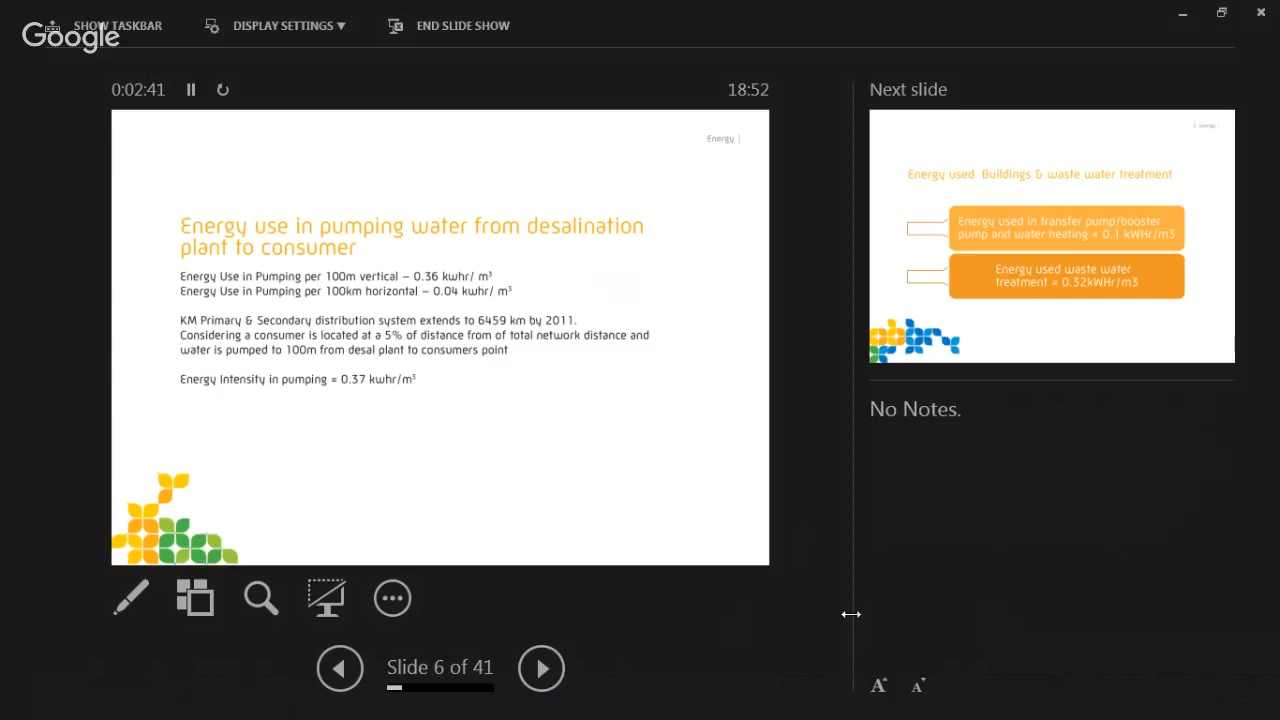 SHOW TASKBAR
DISPLAY SETTINGS ▼
END SLIDE SHOW
Google
0:02:41
18:52
Energy |
Energy use in pumping water from desalination
plant to consumer
Energy Use in Pumping per 100m vertical – 0.36 kwhr/ m³
Energy Use in Pumping per 100km horizontal – 0.04 kwhr/ m³
KM Primary & Secondary distribution system extends to 6459 km by 2011.
Considering a consumer is located at a 5% of distance from of total network distance and
water is pumped to 100m from desal plant to consumers point
Energy Intensity in pumping = 0.37 kwhr/m³
Slide 6 of 41
Next slide
Energy used Buildings & waste water treatment
Energy used in transfer pump/booster
pump and water heating = 0.1 kWHr/m3
Energy used waste water
treatment = 0.32kWHr/m3
No Notes.
A A